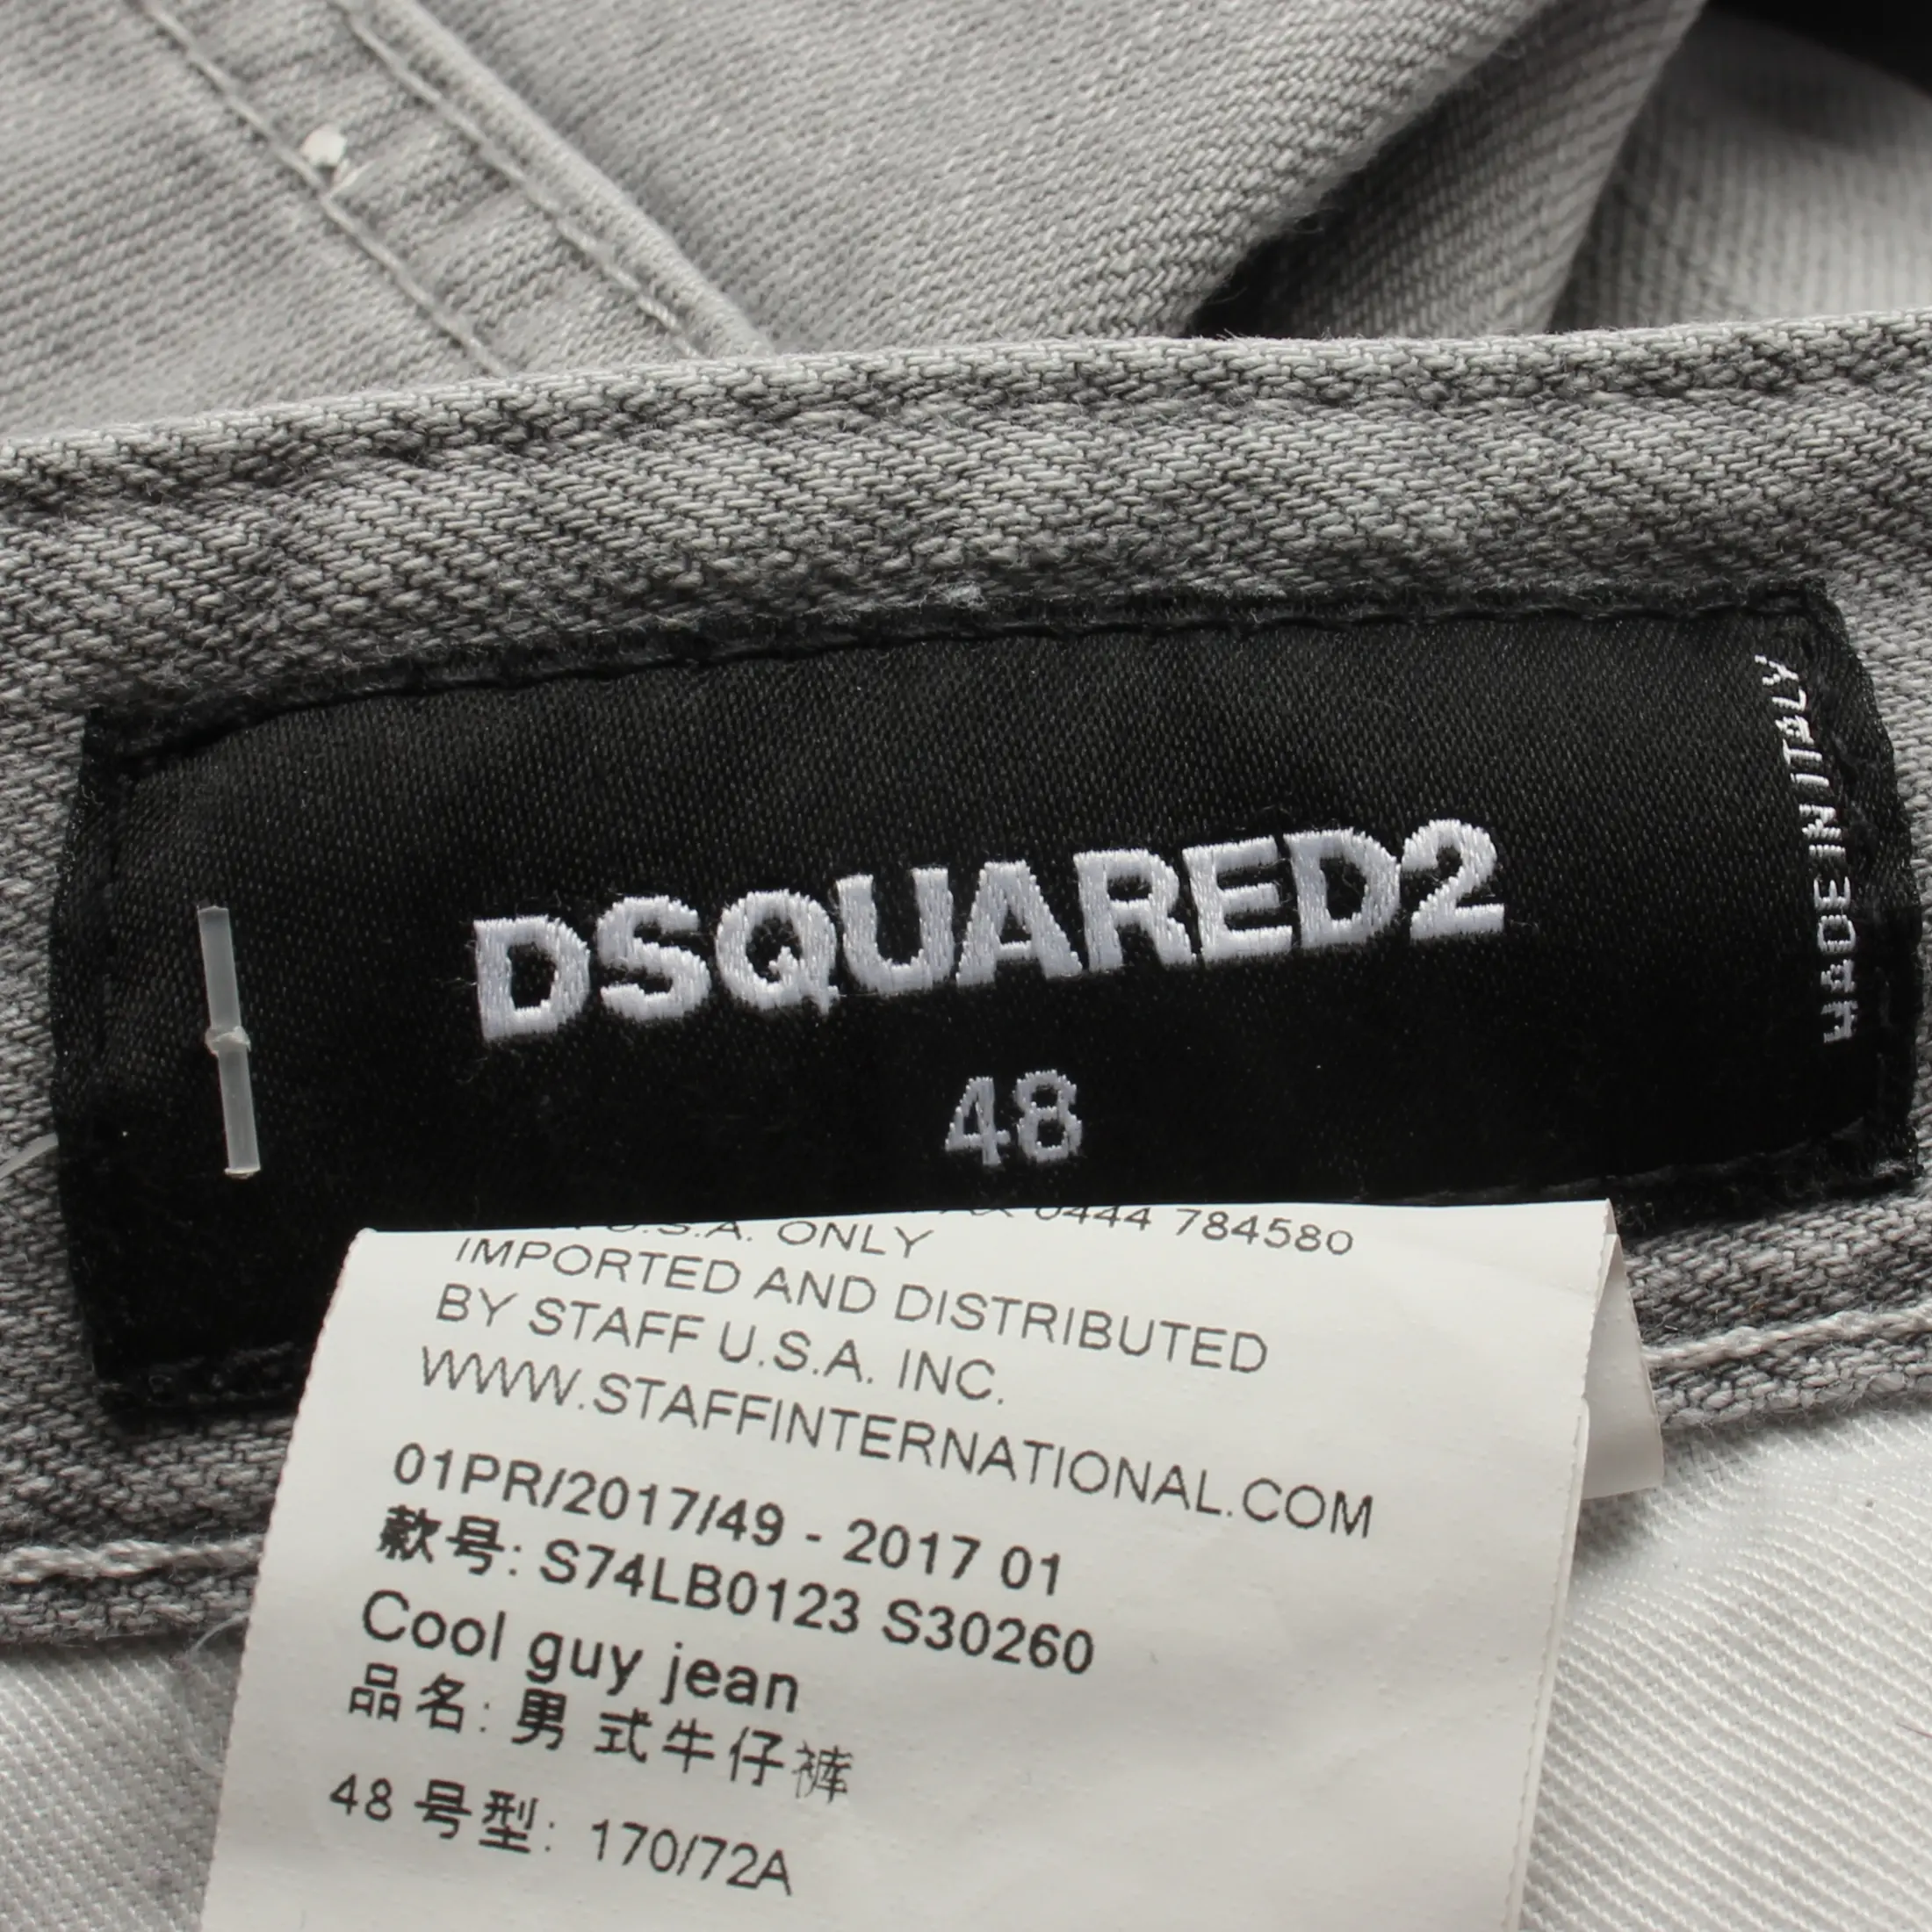 DSQUARED2
48
MADE IN ITALY
0444 784580
U.S.A. ONLY
IMPORTED AND DISTRIBUTED
BY STAFF U.S.A. INC.
WWW.STAFFINTERNATIONAL.COM
01PR/2017/49 - 2017 01
款号: S74LB0123 S30260
Cool guy jean
品名: 男 式牛仔裤
48 号型: 170/72A